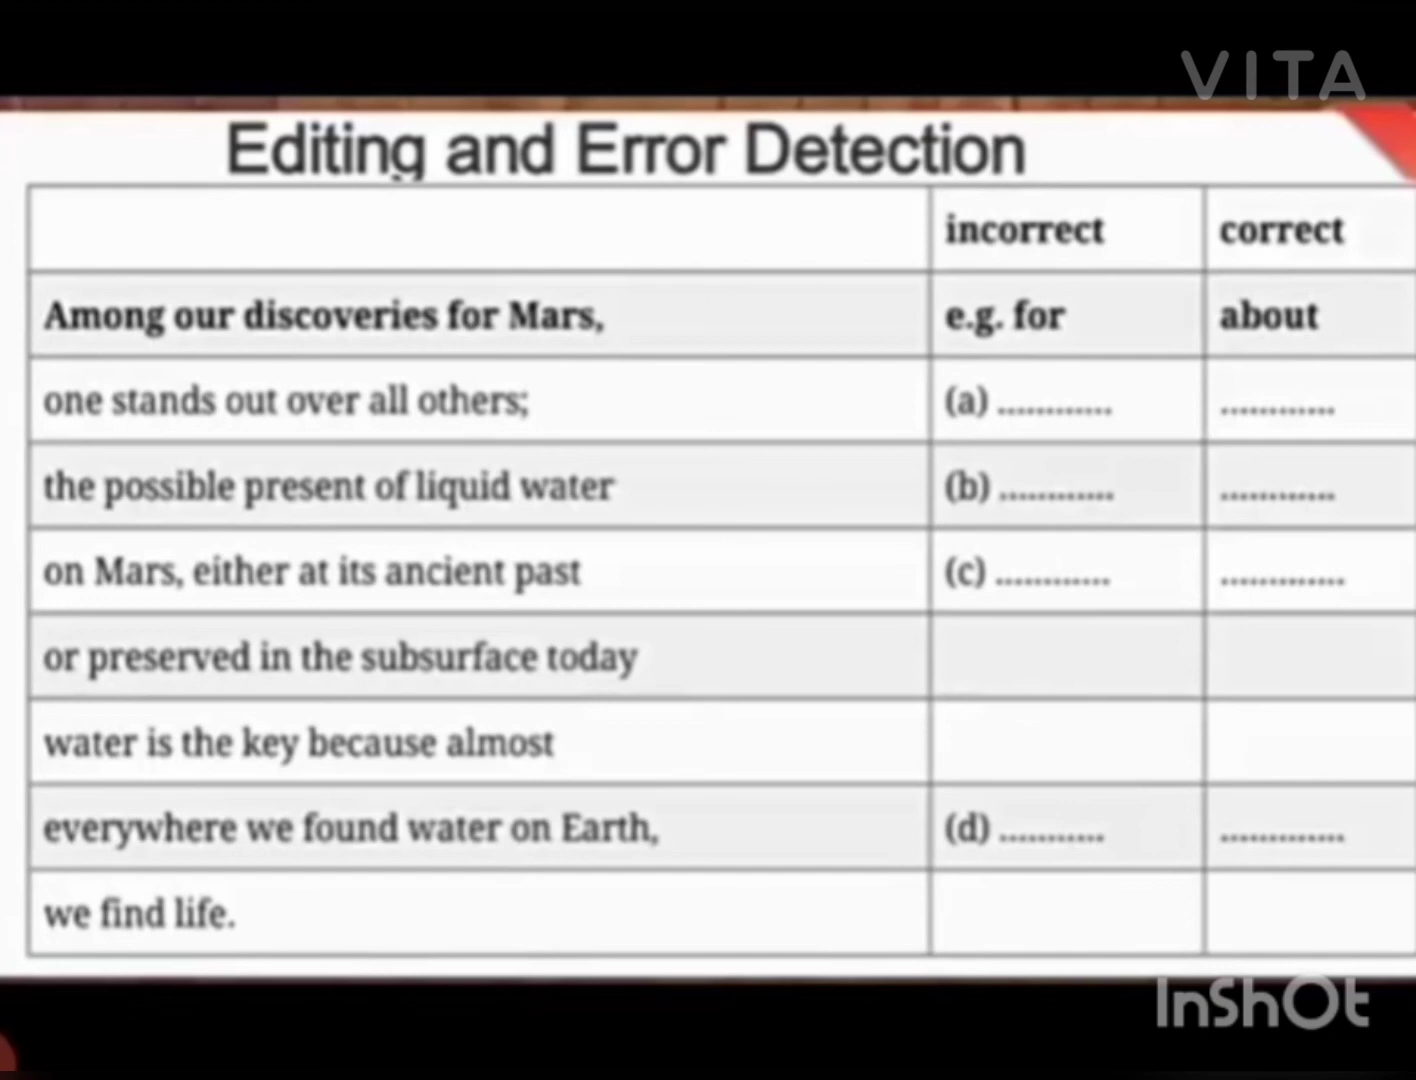 VITA
Editing and Error Detection
incorrect correct
Among our discoveries for Mars, e.g. for about
one stands out over all others; (a) ............ ............
the possible present of liquid water (b) ............ ............
on Mars, either at its ancient past (c) ............ .............
or preserved in the subsurface today
water is the key because almost
everywhere we found water on Earth, (d) ........... .............
we find life.
InShOt